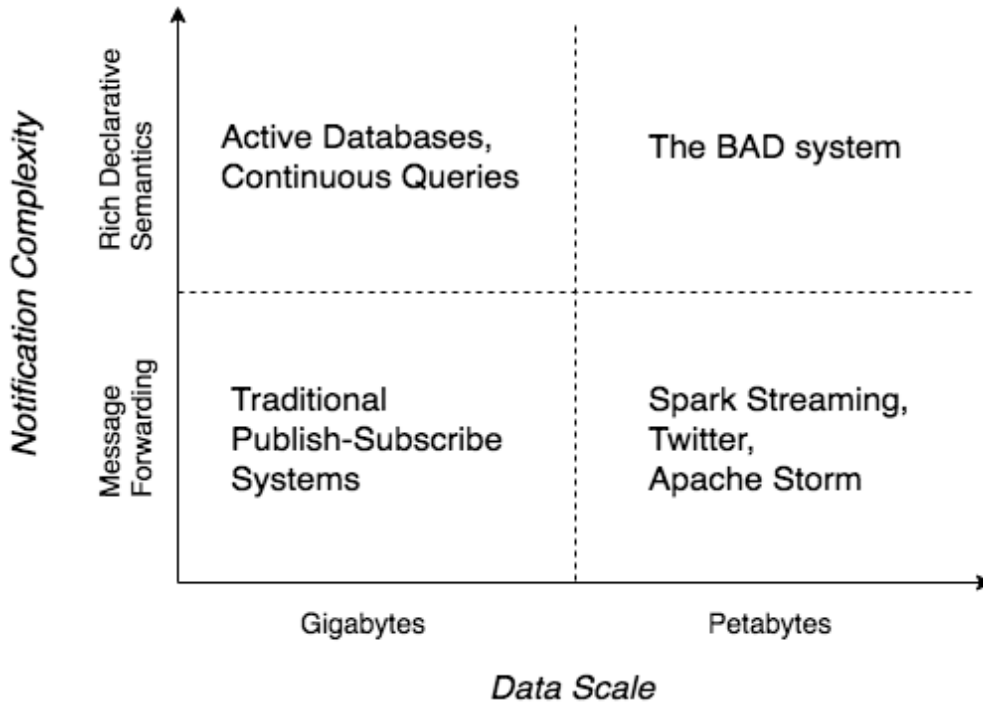 Notification Complexity
Rich Declarative
Semantics
Message
Forwarding
Active Databases,
Continuous Queries
The BAD system
Traditional
Publish-Subscribe
Systems
Spark Streaming,
Twitter,
Apache Storm
Gigabytes
Petabytes
Data Scale